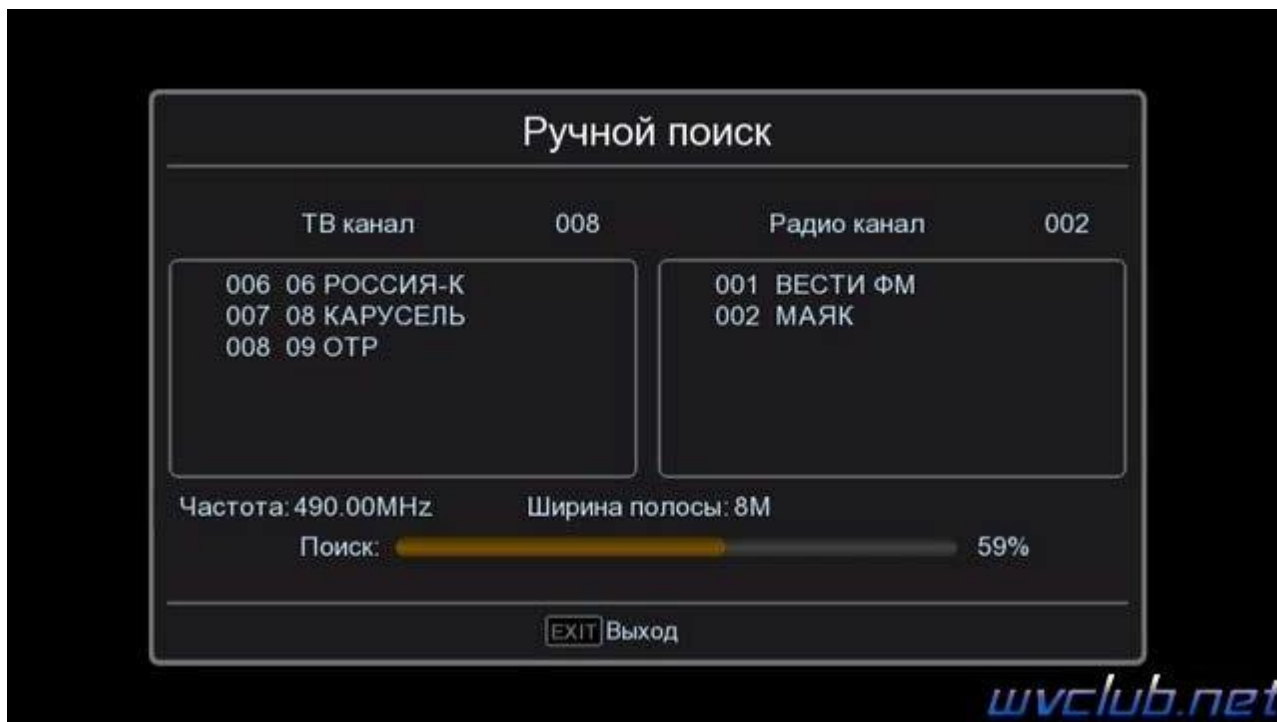 Ручной поиск
ТВ канал 008 Радио канал 002
006 06 РОССИЯ-К
007 08 КАРУСЕЛЬ
008 09 ОТР
001 ВЕСТИ ФМ
002 МАЯК
Частота: 490.00MHz Ширина полосы: 8M
Поиск: 59%
EXIT Выход
wvclub.net